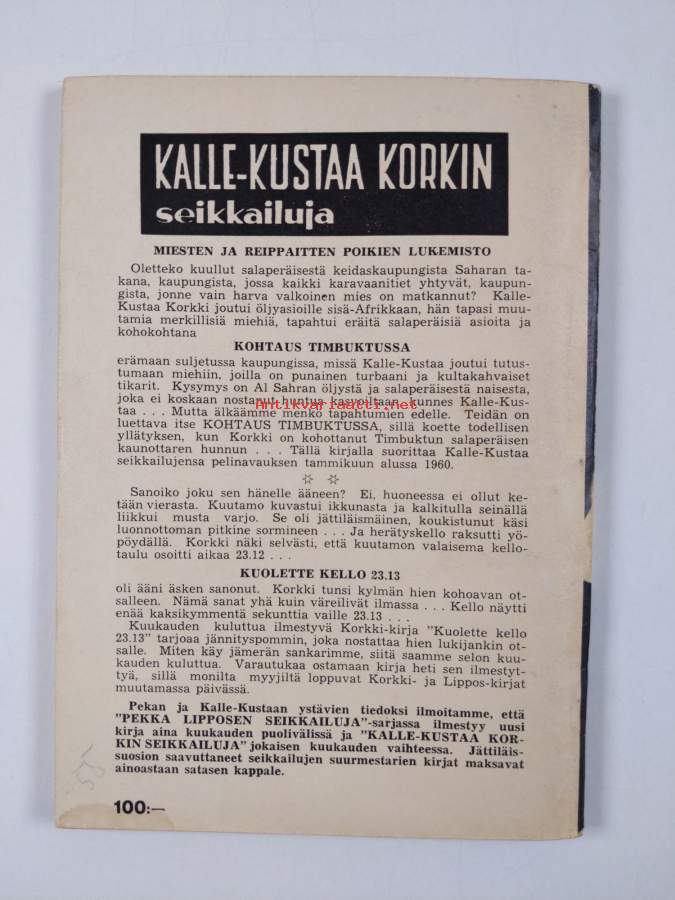 KALLE-KUSTAA KORKIN
seikkailuja
MIESTEN JA REIPPAITTEN POIKIEN LUKEMISTO
Oletteko kuullut salaperäisestä keidaskaupungista Saharan ta-
kana, kaupungista, jossa kaikki karavaanitiet yhtyvät, kaupun-
gista, jonne vain harva valkoinen mies on matkannut? Kalle-
Kustaa Korkki joutui öljyasioille sisä-Afrikkaan, hän tapasi muu-
tamia merkillisiä miehiä, tapahtui eräitä salaperäisiä asioita ja
kohokohtana
KOHTAUS TIMBUKTUSSA
erämaan suljetussa kaupungissa, missä Kalle-Kustaa joutui tutus-
tumaan miehiin, joilla on punainen turbaani ja kultakahvaiset
tikarit. Kysymys on Al Sahran öljystä ja salaperäisestä naisesta,
joka ei koskaan nostanut huntua kasvoiltaan, kunnes Kalle-Kus-
taa . . . Mutta älkäämme menkö tapahtumien edelle. Teidän on
luettava itse KOHTAUS TIMBUKTUSSA, sillä koette todellisen
yllätyksen, kun Korkki on kohottanut Timbuktun salaperäisen
kaunottaren hunnun . . . Tällä kirjalla suorittaa Kalle-Kustaa
seikkailujensa pelinavauksen tammikuun alussa 1960.
☆ ☆
Sanoiko joku sen hänelle ääneen? Ei, huoneessa ei ollut ke-
tään vierasta. Kuutamo kuvastui ikkunasta ja kalkitulla seinällä
liikkui musta varjo. Se oli jättiläismäinen, koukistunut käsi
luonnottoman pitkine sormineen . . . Ja herätyskello raksutti yö-
pöydällä. Korkki näki selvästi, että kuutamon valaisema kello-
taulu osoitti aikaa 23.12 . . .
KUOLETTE KELLO 23.13
oli ääni äsken sanonut. Korkki tunsi kylmän hien kohoavan ot-
salleen. Nämä sanat yhä kuin väreilivät ilmassa . . . Kello näytti
enää kaksikymmentä sekunttia vaille 23.13 . . .
Kuukauden kuluttua ilmestyvä Korkki-kirja "Kuolette kello
23.13" tarjoaa jännityspommin, joka nostattaa hien lukijankin ot-
salle. Miten käy jämerän sankarimme, siitä saamme selon kuu-
kauden kuluttua. Varautukaa ostamaan kirja heti sen ilmestyt-
tyä, sillä monilta myyjiltä loppuvat Korkki- ja Lippos-kirjat
muutamassa päivässä.
Pekan ja Kalle-Kustaan ystävien tiedoksi ilmoitamme, että
"PEKKA LIPPOSEN SEIKKAILUJA"-sarjassa ilmestyy uusi
kirja aina kuukauden puolivälissä ja "KALLE-KUSTAA KOR-
KIN SEIKKAILUJA" jokaisen kuukauden vaihteessa. Jättiläis-
suosion saavuttaneet seikkailujen suurmestarien kirjat maksavat
ainoastaan satasen kappale.
100:—
Antikvariaatti.net
55